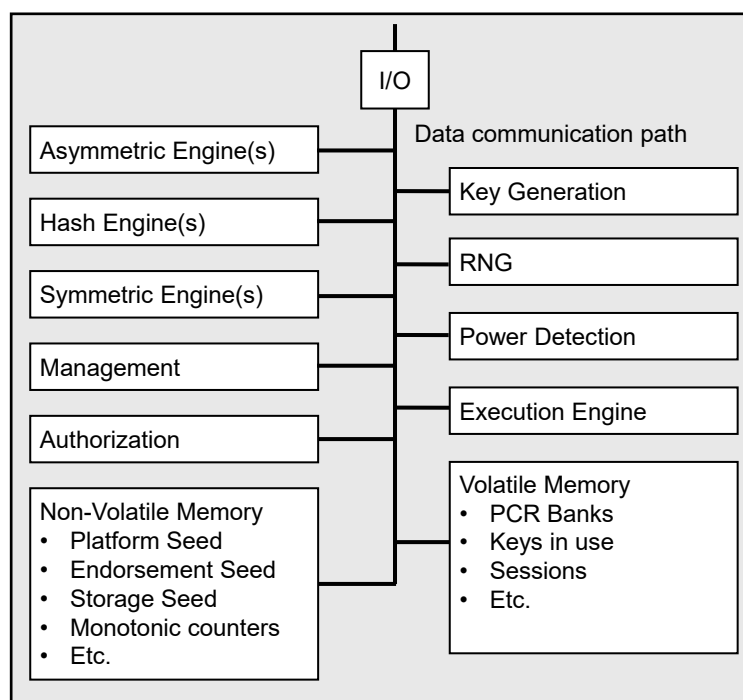 I/O
Data communication path
Asymmetric Engine(s)
Hash Engine(s)
Symmetric Engine(s)
Management
Authorization
Non-Volatile Memory
• Platform Seed
• Endorsement Seed
• Storage Seed
• Monotonic counters
• Etc.
Key Generation
RNG
Power Detection
Execution Engine
Volatile Memory
• PCR Banks
• Keys in use
• Sessions
• Etc.